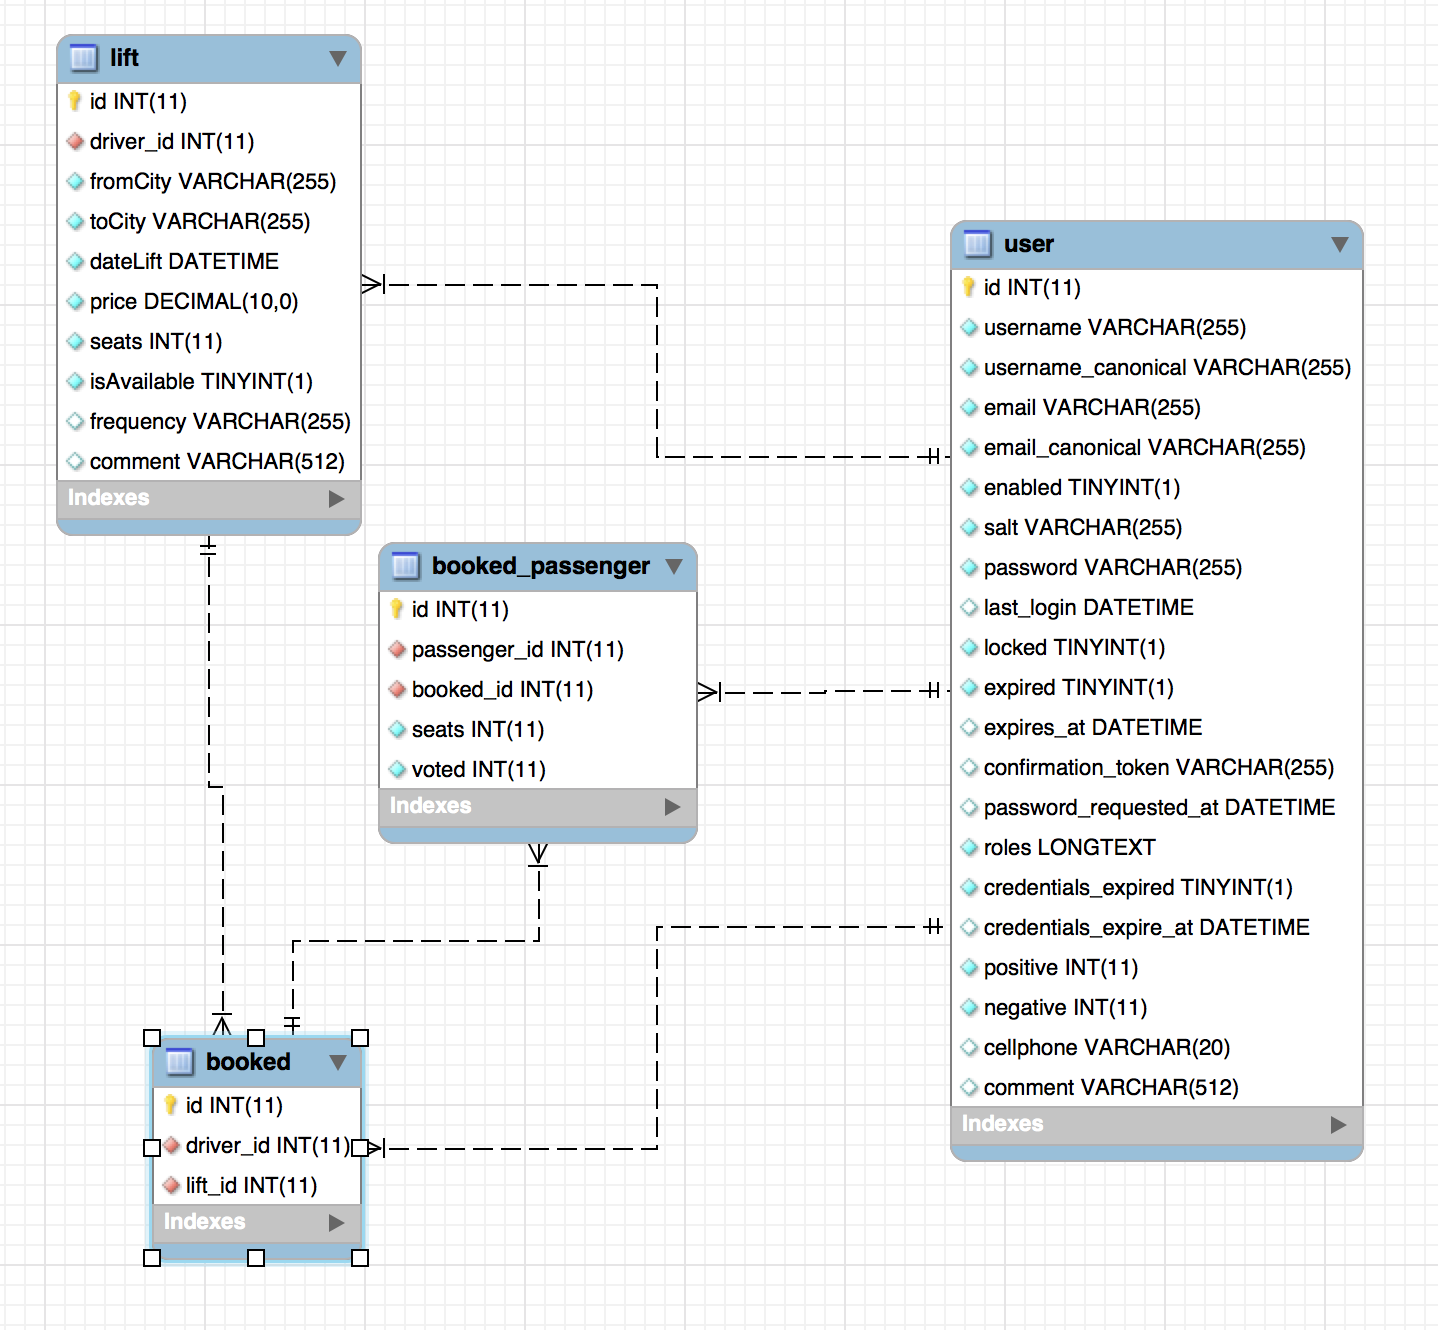 lift
id INT(11)
driver_id INT(11)
fromCity VARCHAR(255)
toCity VARCHAR(255)
dateLift DATETIME
price DECIMAL(10,0)
seats INT(11)
isAvailable TINYINT(1)
frequency VARCHAR(255)
comment VARCHAR(512)
Indexes
booked_passenger
id INT(11)
passenger_id INT(11)
booked_id INT(11)
seats INT(11)
voted INT(11)
Indexes
booked
id INT(11)
driver_id INT(11)
lift_id INT(11)
Indexes
user
id INT(11)
username VARCHAR(255)
username_canonical VARCHAR(255)
email VARCHAR(255)
email_canonical VARCHAR(255)
enabled TINYINT(1)
salt VARCHAR(255)
password VARCHAR(255)
last_login DATETIME
locked TINYINT(1)
expired TINYINT(1)
expires_at DATETIME
confirmation_token VARCHAR(255)
password_requested_at DATETIME
roles LONGTEXT
credentials_expired TINYINT(1)
credentials_expire_at DATETIME
positive INT(11)
negative INT(11)
cellphone VARCHAR(20)
comment VARCHAR(512)
Indexes